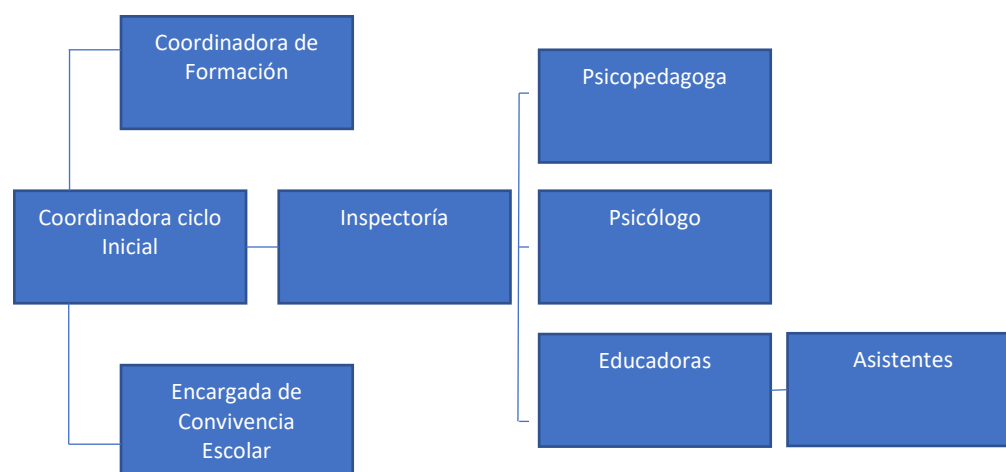 Coordinadora de
Formación
Psicopedagoga
Coordinadora ciclo
Inicial
Inspectoría
Psicólogo
Educadoras
Asistentes
Encargada de
Convivencia
Escolar